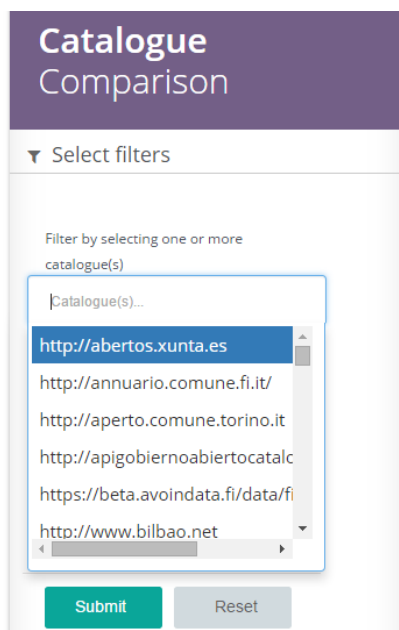 Catalogue
Comparison
Select filters
Filter by selecting one or more
catalogue(s)
Catalogue(s)...
http://abertos.xunta.es
http://annuario.comune.fi.it/
http://aperto.comune.torino.it
http://apigobiernoabiertocatalc
https://beta.avoindata.fi/data/fi
http://www.bilbao.net
Submit Reset